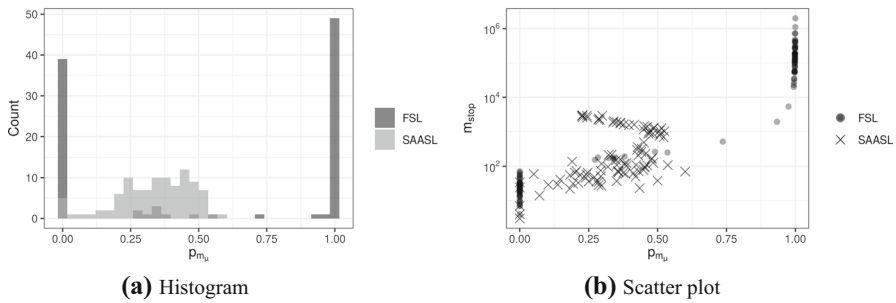 50
40
30
20
10
0
Count
0.00 0.25 0.50 0.75 1.00
p_{m_μ}
FSL
SAASL
(a) Histogram
10^6
10^4
10^2
m_{stop}
0.00 0.25 0.50 0.75 1.00
p_{m_μ}
FSL
SAASL
(b) Scatter plot